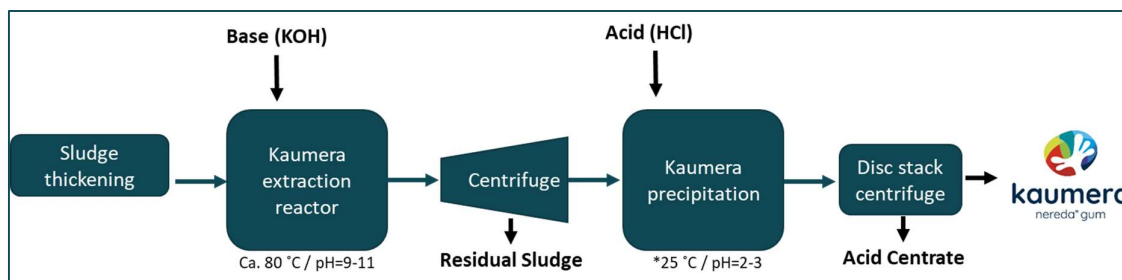 Base (KOH)
Acid (HCl)
Sludge
thickening
Kaumera
extraction
reactor
Centrifuge
Kaumera
precipitation
Disc stack
centrifuge
kaumera
nereda® gum
Ca. 80 ˚C / pH=9-11
Residual Sludge
*25 ˚C / pH=2-3
Acid Centrate